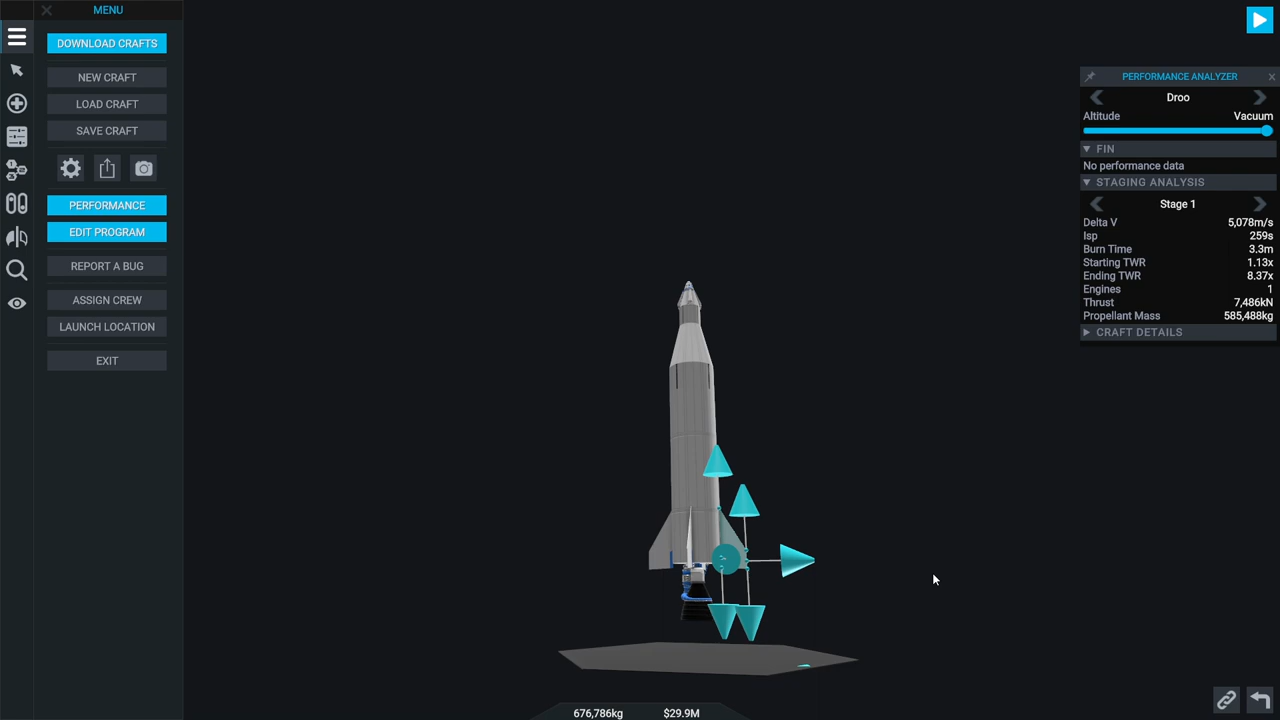 MENU
DOWNLOAD CRAFTS
NEW CRAFT
LOAD CRAFT
SAVE CRAFT
PERFORMANCE
EDIT PROGRAM
REPORT A BUG
ASSIGN CREW
LAUNCH LOCATION
EXIT
PERFORMANCE ANALYZER
Droo
Altitude Vacuum
FIN
No performance data
STAGING ANALYSIS
Stage 1
Delta V 5,078m/s
Isp 259s
Burn Time 3.3m
Starting TWR 1.13x
Ending TWR 8.37x
Engines 1
Thrust 7,486kN
Propellant Mass 585,488kg
CRAFT DETAILS
676,786kg $29.9M